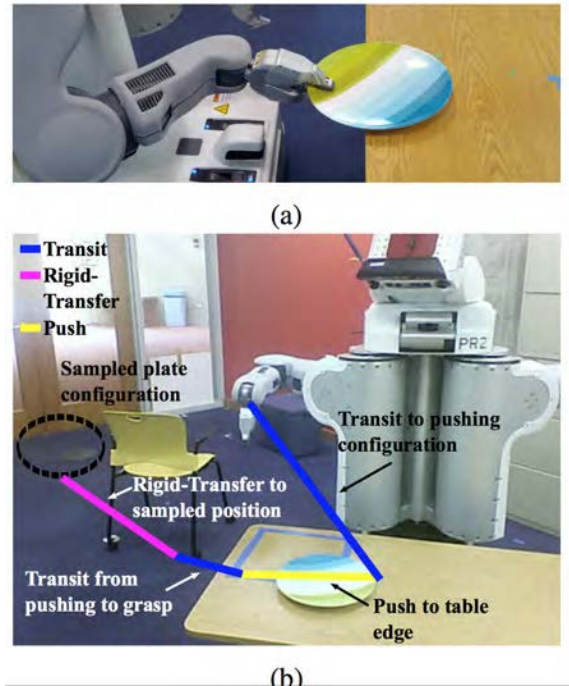 (a)
Transit
Rigid-
Transfer
Push
PR2
Sampled plate
configuration
Transit to pushing
configuration
Rigid-Transfer to
sampled position
Transit from
pushing to grasp
Push to table
edge
(b)